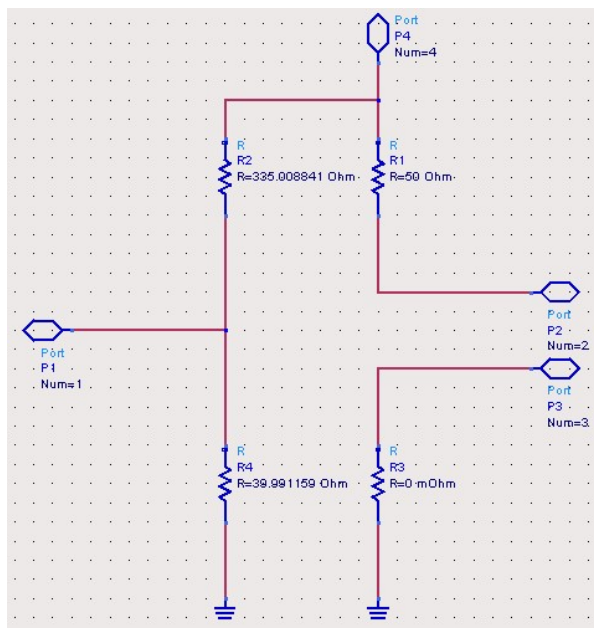 Port
P4
Num=4
R
R2
R=335.008841 Ohm
R
R1
R=50 Ohm
Port
P1
Num=1
Port
P2
Num=2
Port
P3
Num=3
R
R4
R=39.991159 Ohm
R
R3
R=0 mOhm